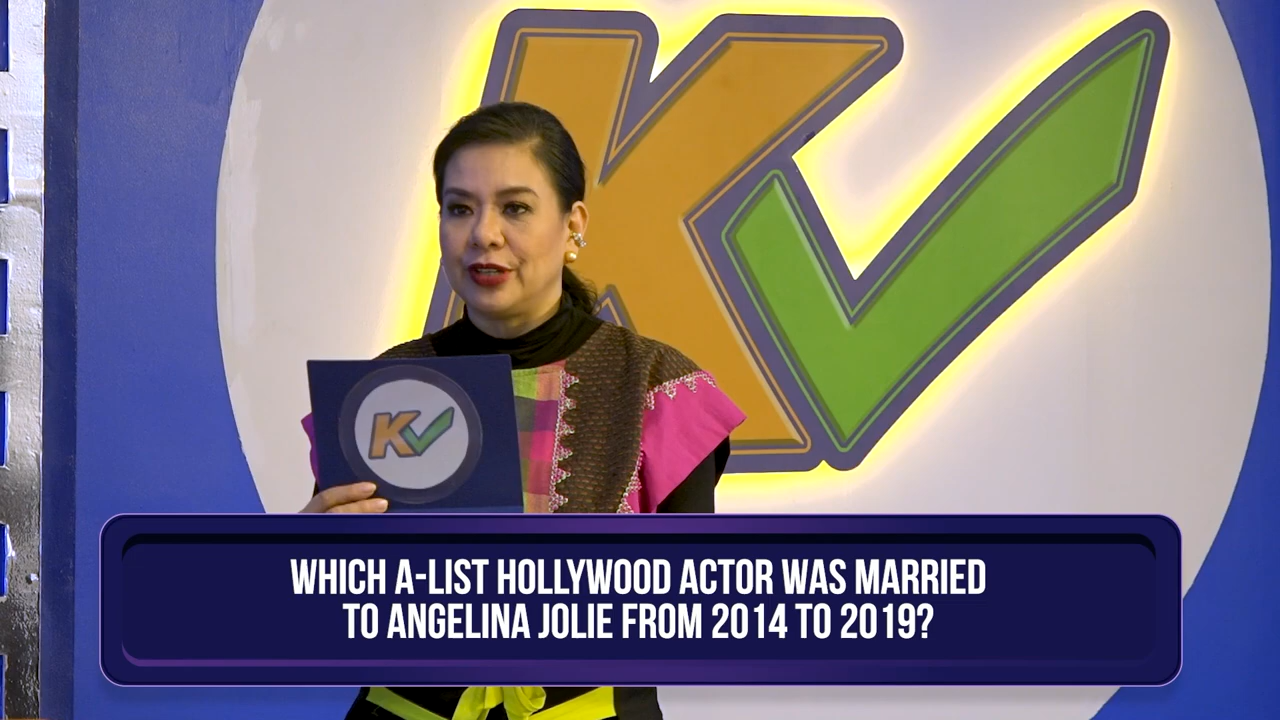 K
K
WHICH A-LIST HOLLYWOOD ACTOR WAS MARRIED
TO ANGELINA JOLIE FROM 2014 TO 2019?